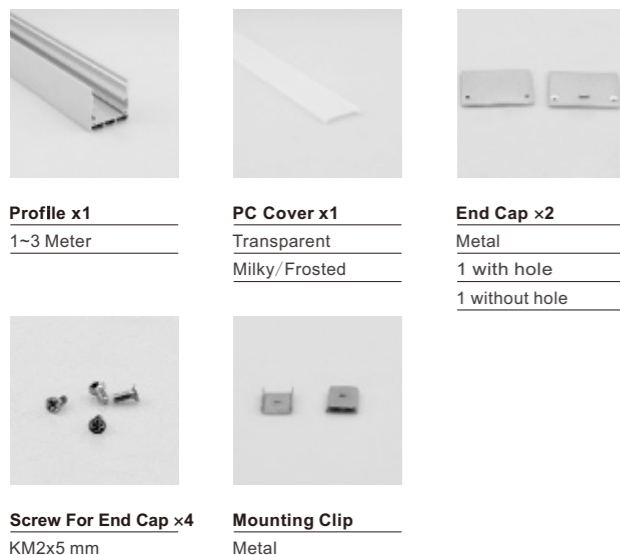 Profile x1
1~3 Meter
PC Cover x1
Transparent
Milky/Frosted
End Cap ×2
Metal
1 with hole
1 without hole
Screw For End Cap ×4
KM2x5 mm
Mounting Clip
Metal